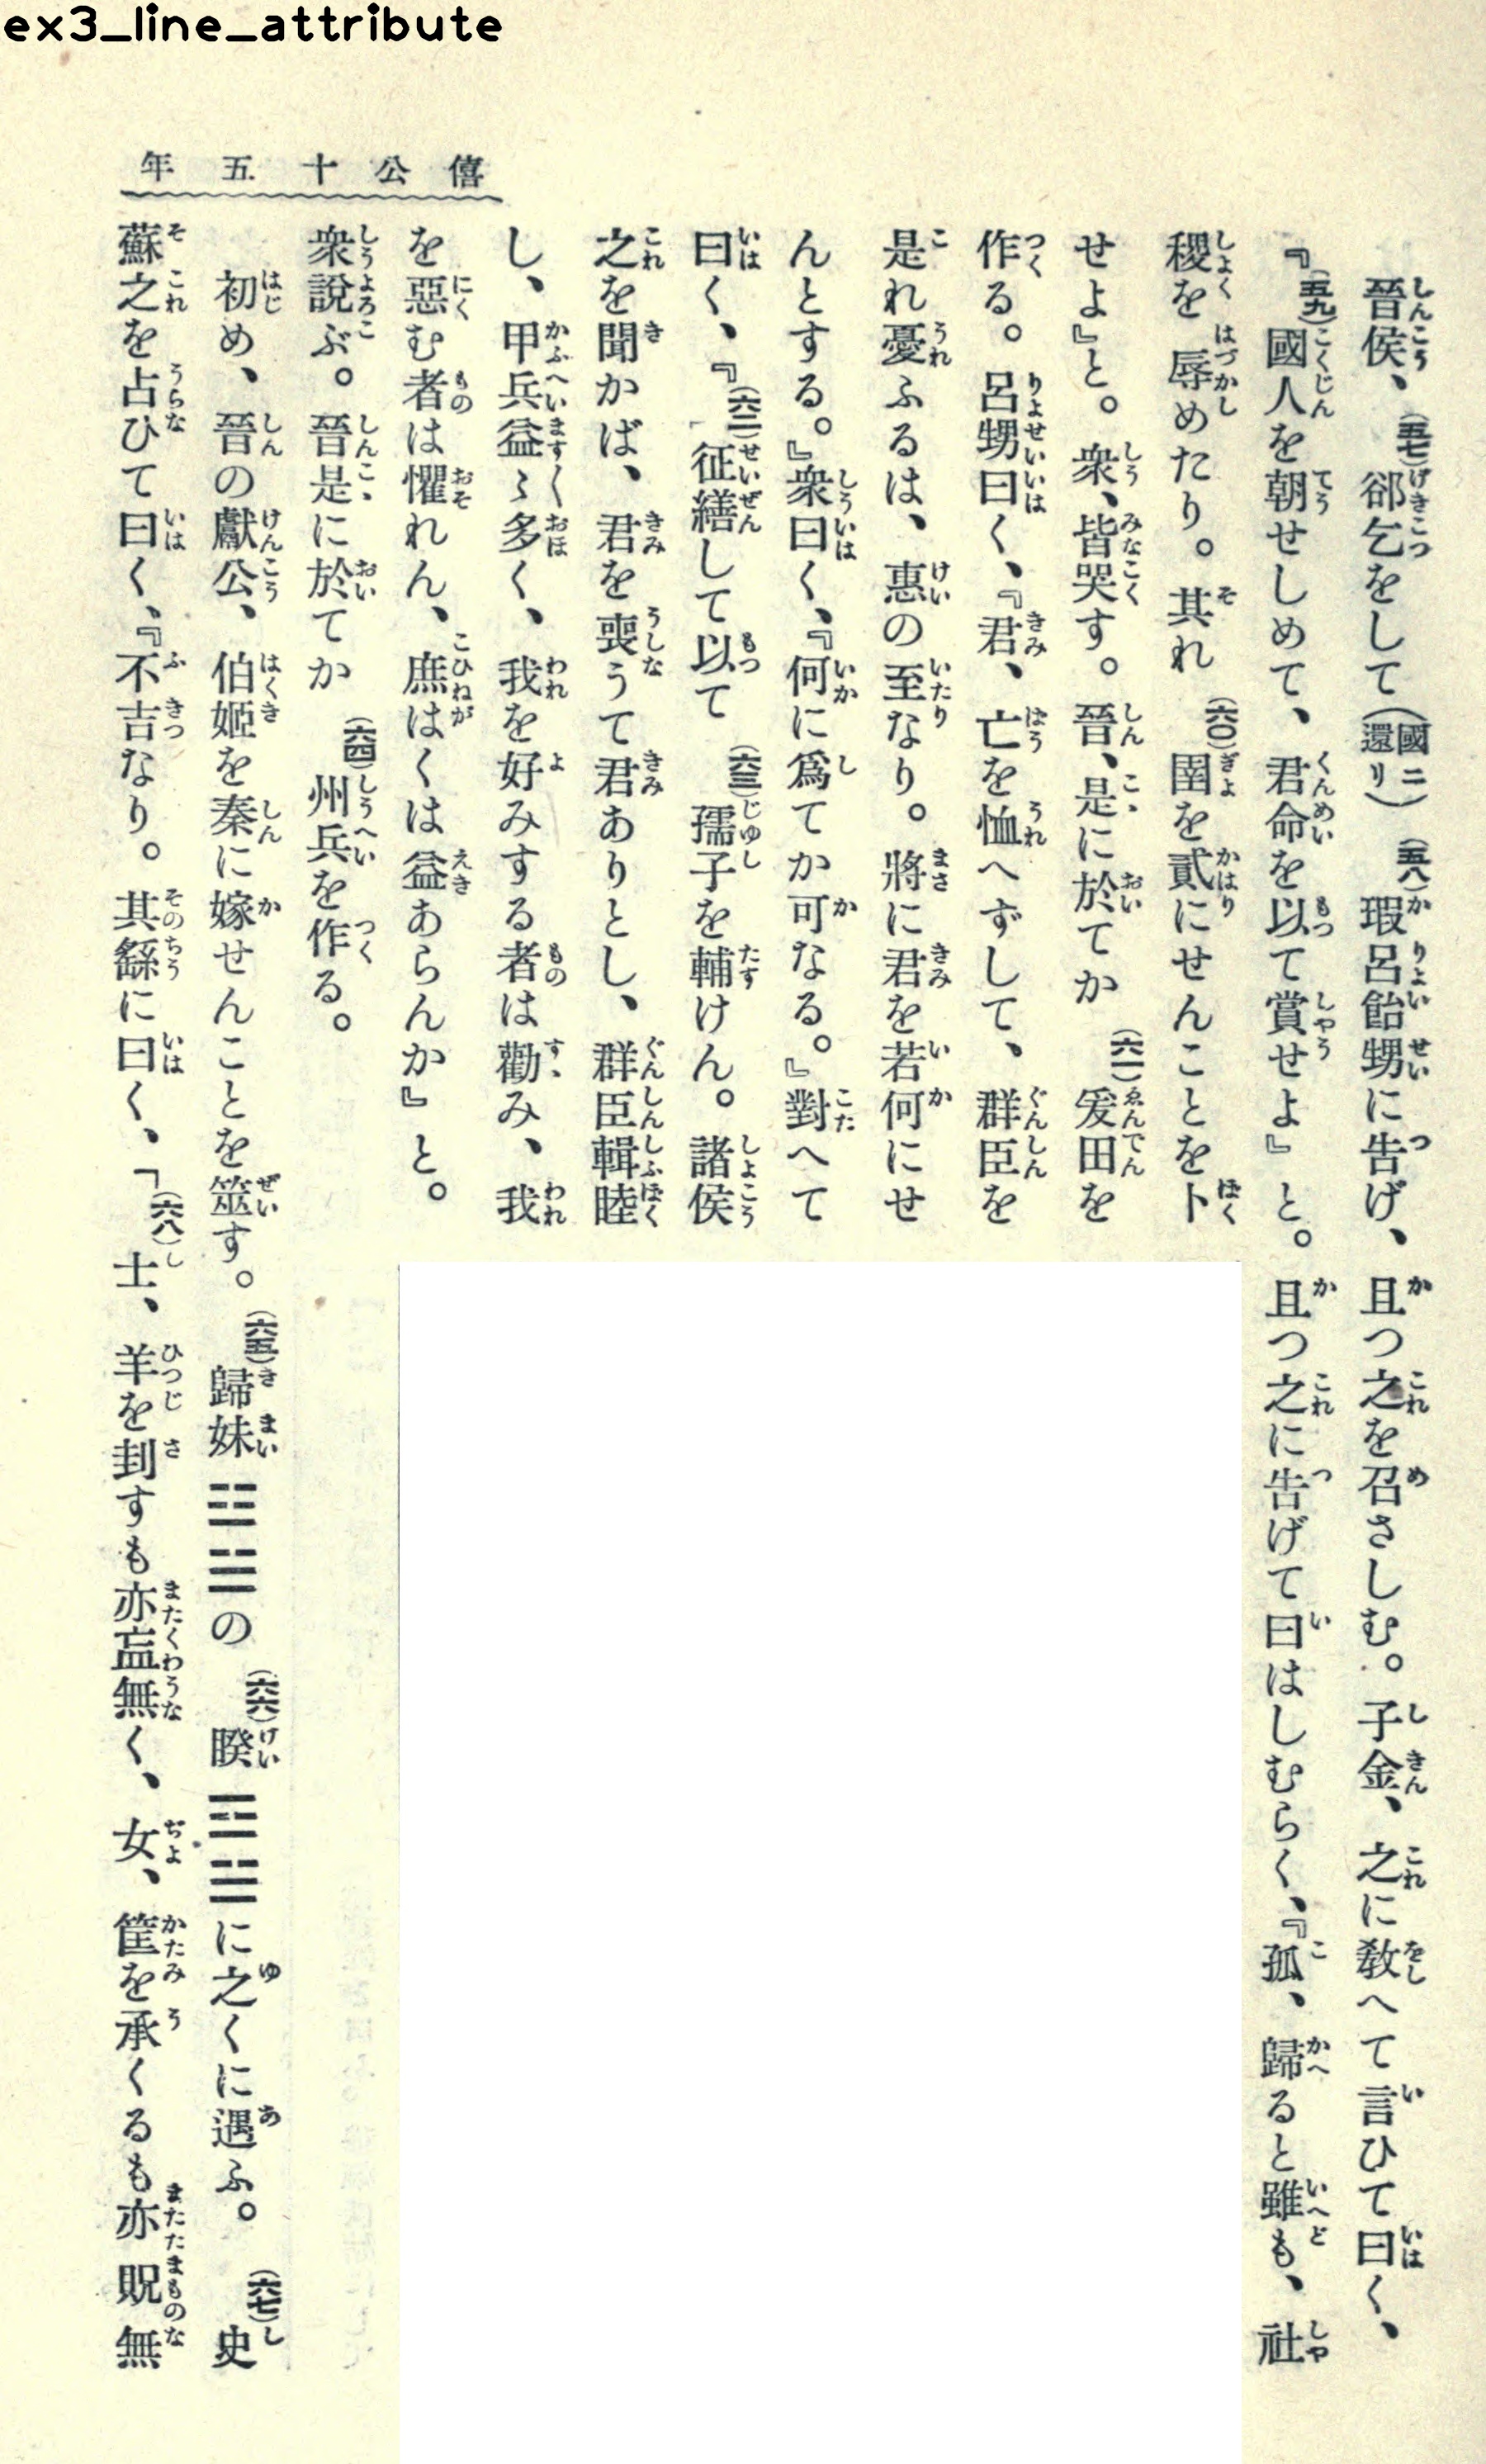 ex3_line_attribute
僖公十五年
晉侯、(五七)郤乞をして(國ニ還リ)(五八)瑕呂飴甥に告げ、且つ之を召さしむ。子金、之に敎へて言ひて曰く、
『(五九)國人を朝せしめて、君命を以て賞せよ』と。且つ之に告げて曰はしむらく、『孤、歸ると雖も、社
稷を辱めたり。其れ(六〇)圉を貳にせんことを卜
せよ』と。衆、皆哭す。晉、是に於てか(六一)爰田を
作る。呂甥曰く、『君、亡を恤へずして、群臣を
是れ憂ふるは、惠の至なり。將に君を若何にせ
んとする。』衆曰く、『何に爲てか可なる。』對へて
曰く、『(六二)征繕して以て(六三)孺子を輔けん。諸侯
之を聞かば、君を喪うて君ありとし、群臣輯睦
し、甲兵益〻多く、我を好みする者は勸み、我
を惡む者は懼れん、庶はくは益あらんか』と。
衆說ぶ。晉是に於てか(六四)州兵を作る。
初め、晉の獻公、伯姬を秦に嫁せんことを筮す。(六五)歸妹☳☱の(六六)睽☲☱に之くに遇ふ。(六七)史
蘇之を占ひて曰く、『不吉なり。其繇に曰く、「(六八)士、羊を刲すも亦衁無く、女、筐を承くるも亦貺無